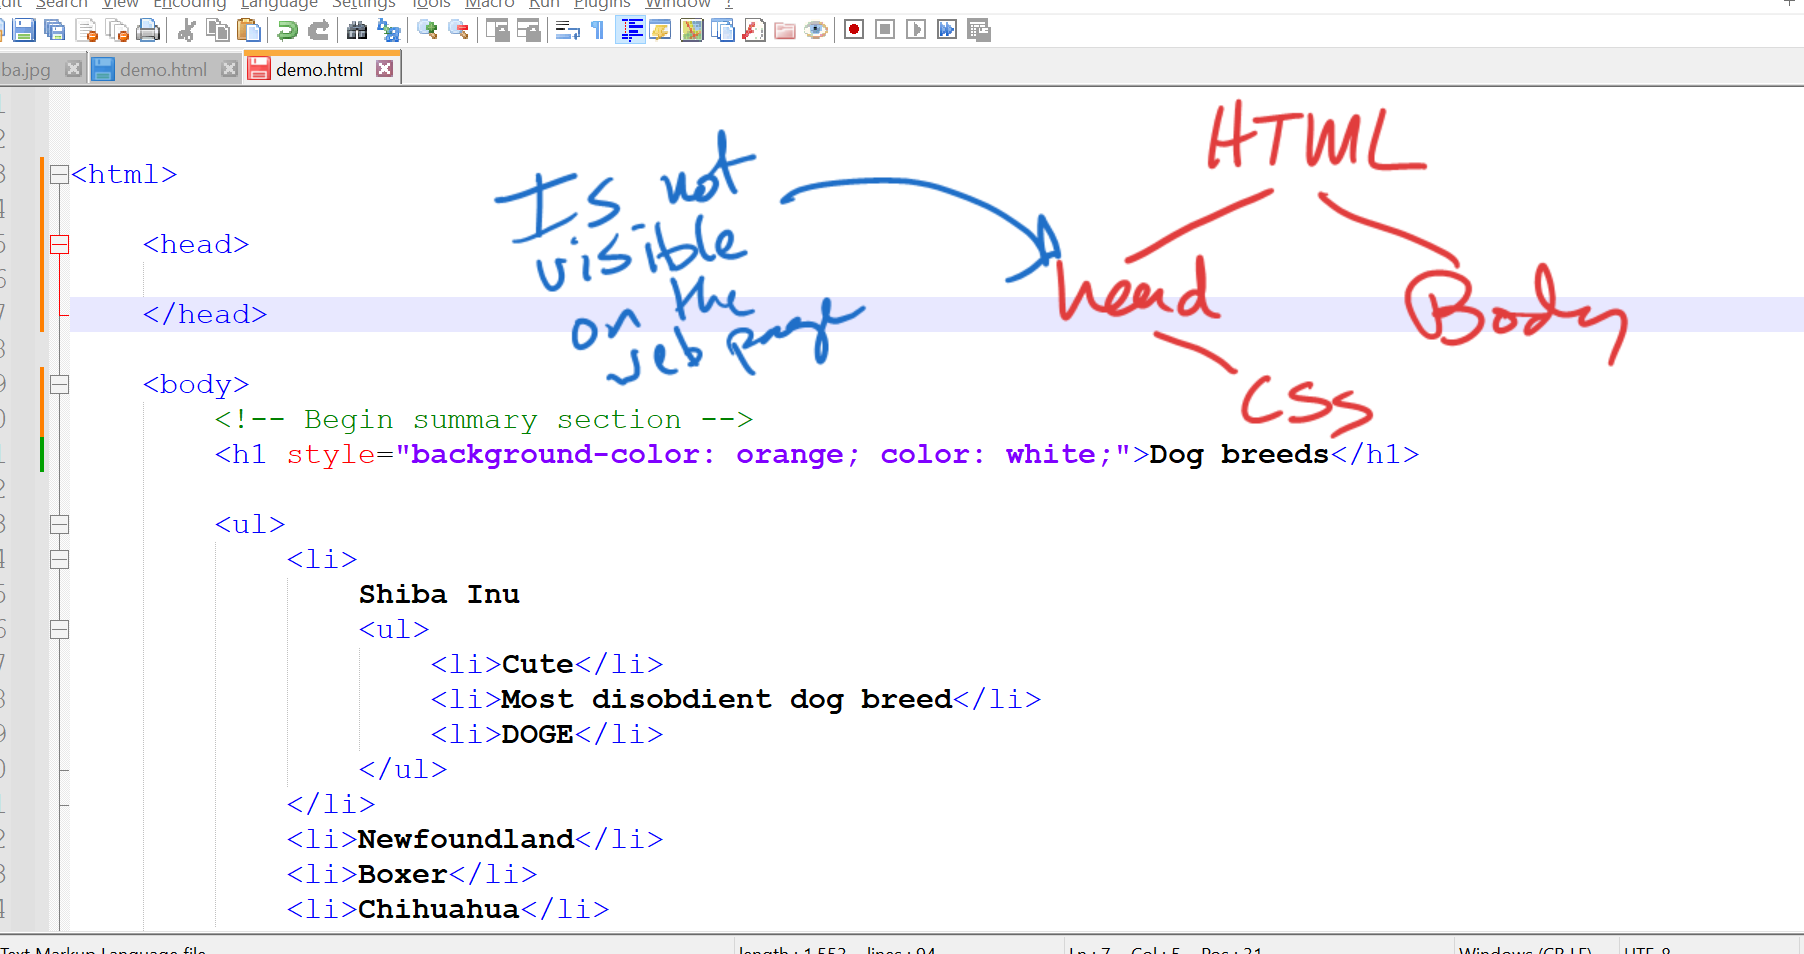 Search View Encoding Language Settings Tools Macro Run Plugins Window ?
ba.jpg demo.html demo.html
<html>
<head>
</head>
<body>
<!-- Begin summary section -->
<h1 style="background-color: orange; color: white;">Dog breeds</h1>
<ul>
<li>
Shiba Inu
<ul>
<li>Cute</li>
<li>Most disobdient dog breed</li>
<li>DOGE</li>
</ul>
</li>
<li>Newfoundland</li>
<li>Boxer</li>
<li>Chihuahua</li>
Is not
visible
on the
web page
HTML
head Body
CSS
Text Markup Language file length : 1,553 lines : 94 Ln : 7 Col : 5 Pos : 31 Windows (CR LF) UTF-8